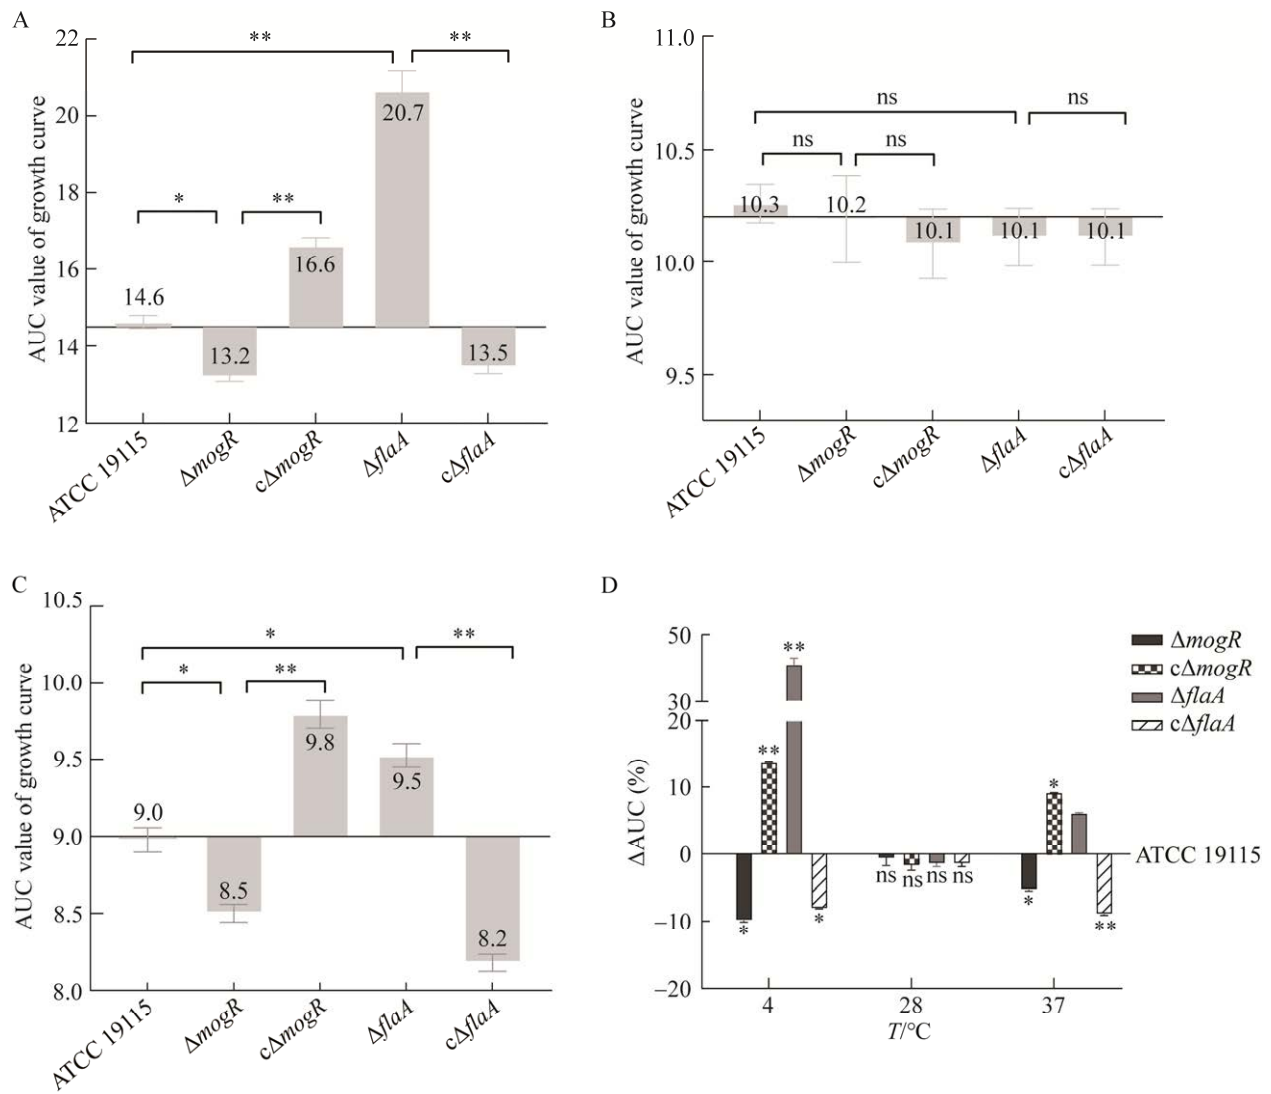 A
AUC value of growth curve
22
20
18
16
14
12
**
**
*
**
14.6
13.2
16.6
20.7
13.5
ATCC 19115
ΔmogR
cΔmogR
ΔflaA
cΔflaA
B
AUC value of growth curve
11.0
10.5
10.0
9.5
ns
ns
ns
ns
10.3
10.2
10.1
10.1
10.1
ATCC 19115
ΔmogR
cΔmogR
ΔflaA
cΔflaA
C
AUC value of growth curve
10.5
10.0
9.5
9.0
8.5
8.0
*
**
*
**
9.0
8.5
9.8
9.5
8.2
ATCC 19115
ΔmogR
cΔmogR
ΔflaA
cΔflaA
D
ΔAUC (%)
50
30
20
10
0
–10
–20
**
**
*
*
ns
ns
ns
ns
*
*
**
ΔmogR
cΔmogR
ΔflaA
cΔflaA
ATCC 19115
4
28
37
T/°C